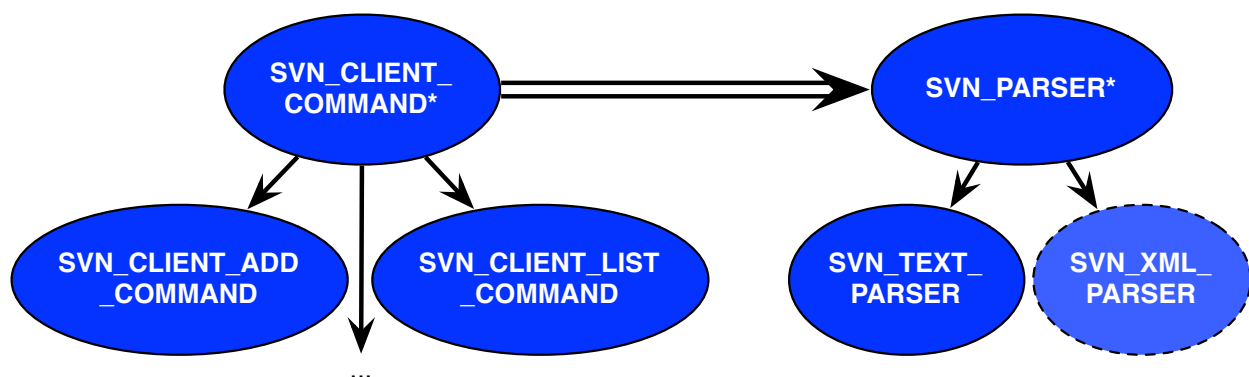 SVN_CLIENT_
COMMAND*
SVN_PARSER*
SVN_CLIENT_ADD
_COMMAND
SVN_CLIENT_LIST
_COMMAND
SVN_TEXT_
PARSER
SVN_XML_
PARSER
...